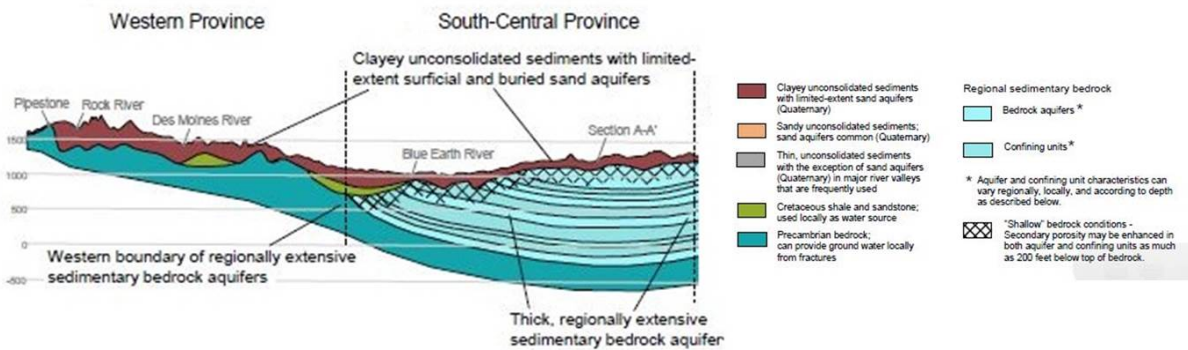 Western Province
South-Central Province
Clayey unconsolidated sediments with limited-
extent surficial and buried sand aquifers
Pipestone
Rock River
Des Moines River
Blue Earth River
Section A-A'
1500
1000
500
0
-500
Western boundary of regionally extensive
sedimentary bedrock aquifers
Thick, regionally extensive
sedimentary bedrock aquifer
Clayey unconsolidated sediments
with limited-extent sand aquifers
(Quaternary)
Sandy unconsolidated sediments;
sand aquifers common (Quaternary)
Thin, unconsolidated sediments
with the exception of sand aquifers
(Quaternary) in major river valleys
that are frequently used
Cretaceous shale and sandstone;
used locally as water source
Precambrian bedrock;
can provide ground water locally
from fractures
Regional sedimentary bedrock
Bedrock aquifers *
Confining units *
* Aquifer and confining unit characteristics can
vary regionally, locally, and according to depth
as described below.
"Shallow" bedrock conditions -
Secondary porosity may be enhanced in
both aquifer and confining units as much
as 200 feet below top of bedrock.